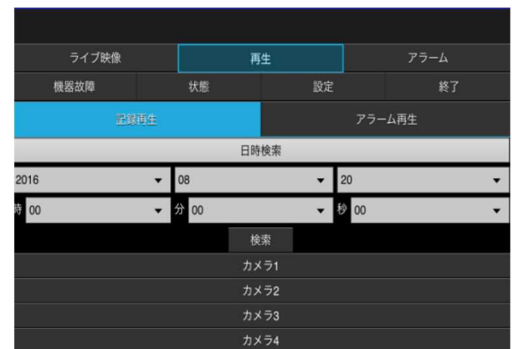 ライブ映像 再生 アラーム
機器故障 状態 設定 終了
記録再生 アラーム再生
日時検索
2016 08 20
時 00 分 00 秒 00
検索
カメラ1
カメラ2
カメラ3
カメラ4